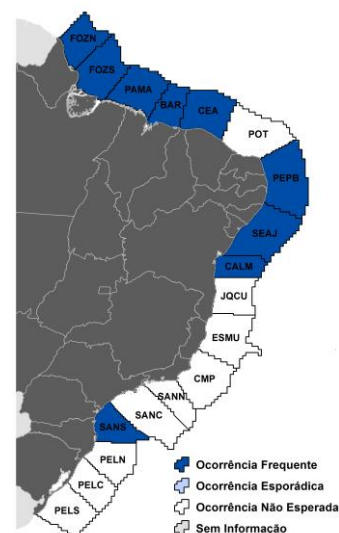 FOZN
FOZS
PAMA
BAR
CEA
POT
PEPB
SEAJ
CALM
JQCU
ESMU
CMP
SANN
SANC
SANS
PELN
PELC
PELS
Ocorrência Frequente
Ocorrência Esporádica
Ocorrência Não Esperada
Sem Informação